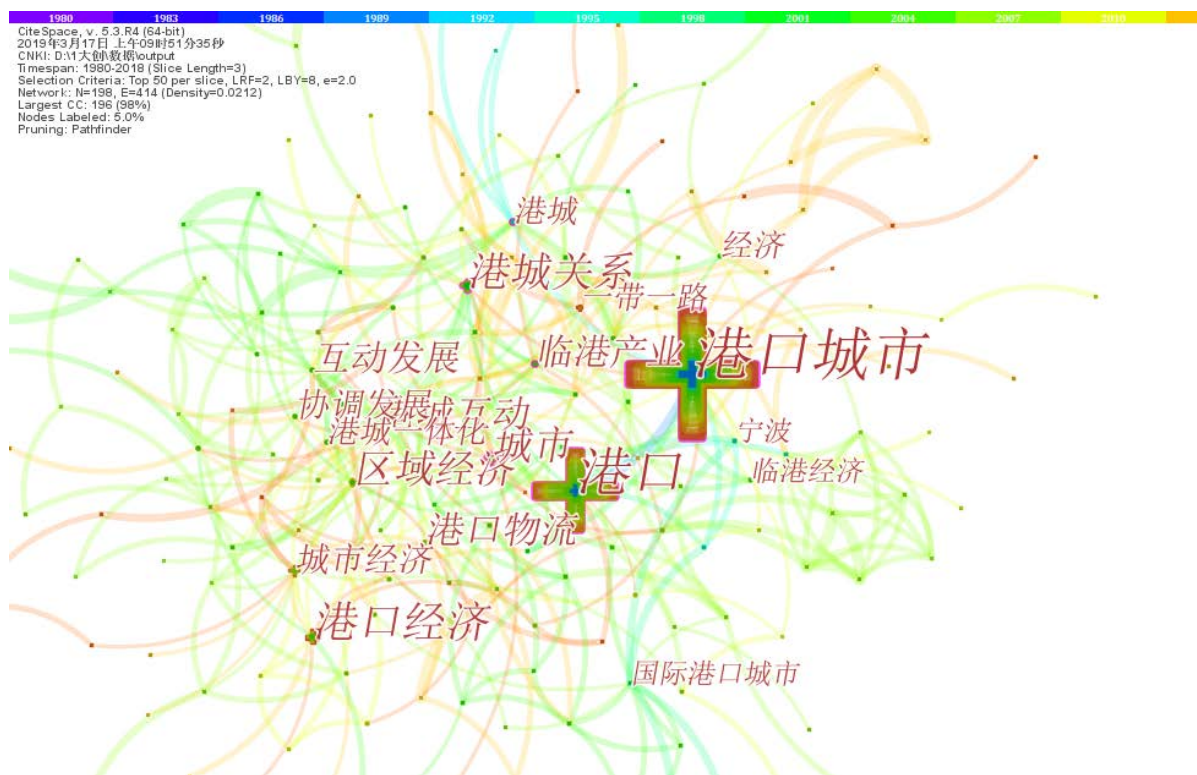 1980 1983 1986 1989 1992 1995 1998 2001 2004 2007 2010
CiteSpace, v. 5.3.R4 (64-bit)
2019年3月17日 上午09时51分35秒
CNKI: D:\1大创\数据\output
Timespan: 1980-2018 (Slice Length=3)
Selection Criteria: Top 50 per slice, LRF=2, LBY=8, e=2.0
Network: N=198, E=414 (Density=0.0212)
Largest CC: 196 (98%)
Nodes Labeled: 5.0%
Pruning: Pathfinder
港城
经济
港城关系
一带一路
互动发展
临港产业
港口城市
协调发展
港城互动
港城一体化
城市
宁波
区域经济
港口
临港经济
港口物流
城市经济
港口经济
国际港口城市